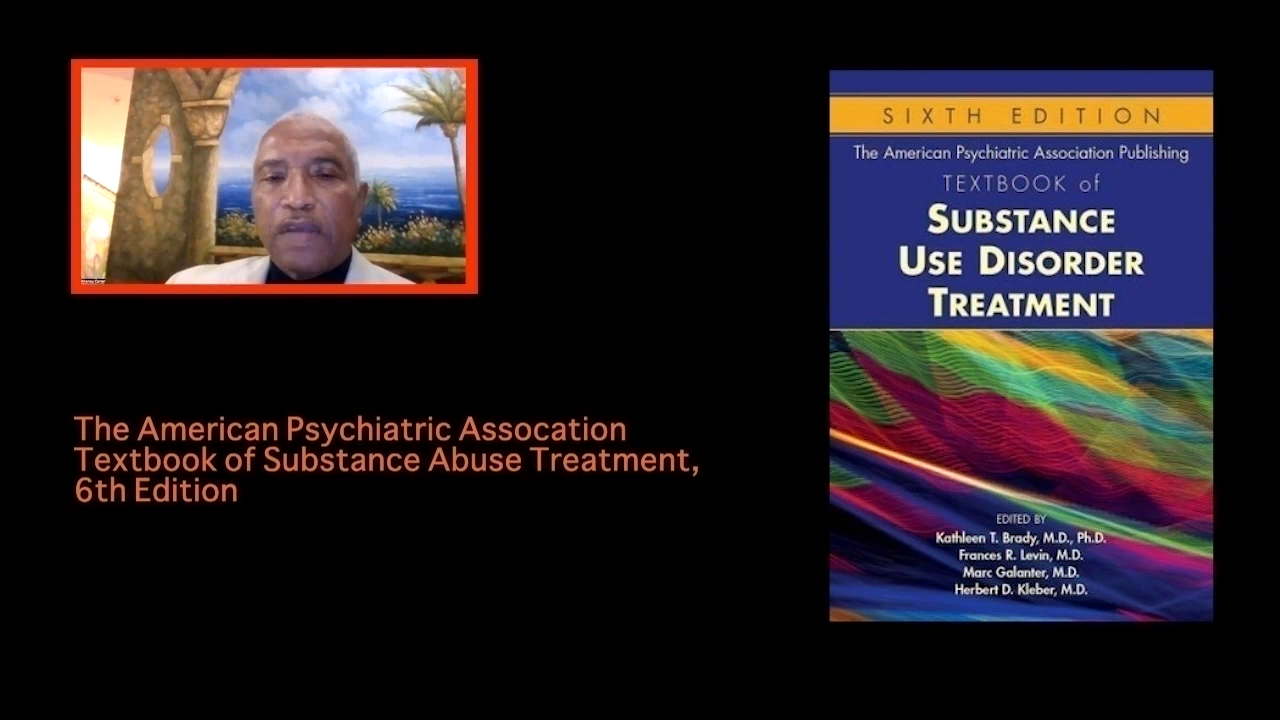 The American Psychiatric Assocation
Textbook of Substance Abuse Treatment,
6th Edition
SIXTH EDITION
The American Psychiatric Association Publishing
TEXTBOOK of
SUBSTANCE
USE DISORDER
TREATMENT
EDITED BY
Kathleen T. Brady, M.D., Ph.D.
Frances R. Levin, M.D.
Marc Galanter, M.D.
Herbert D. Kleber, M.D.